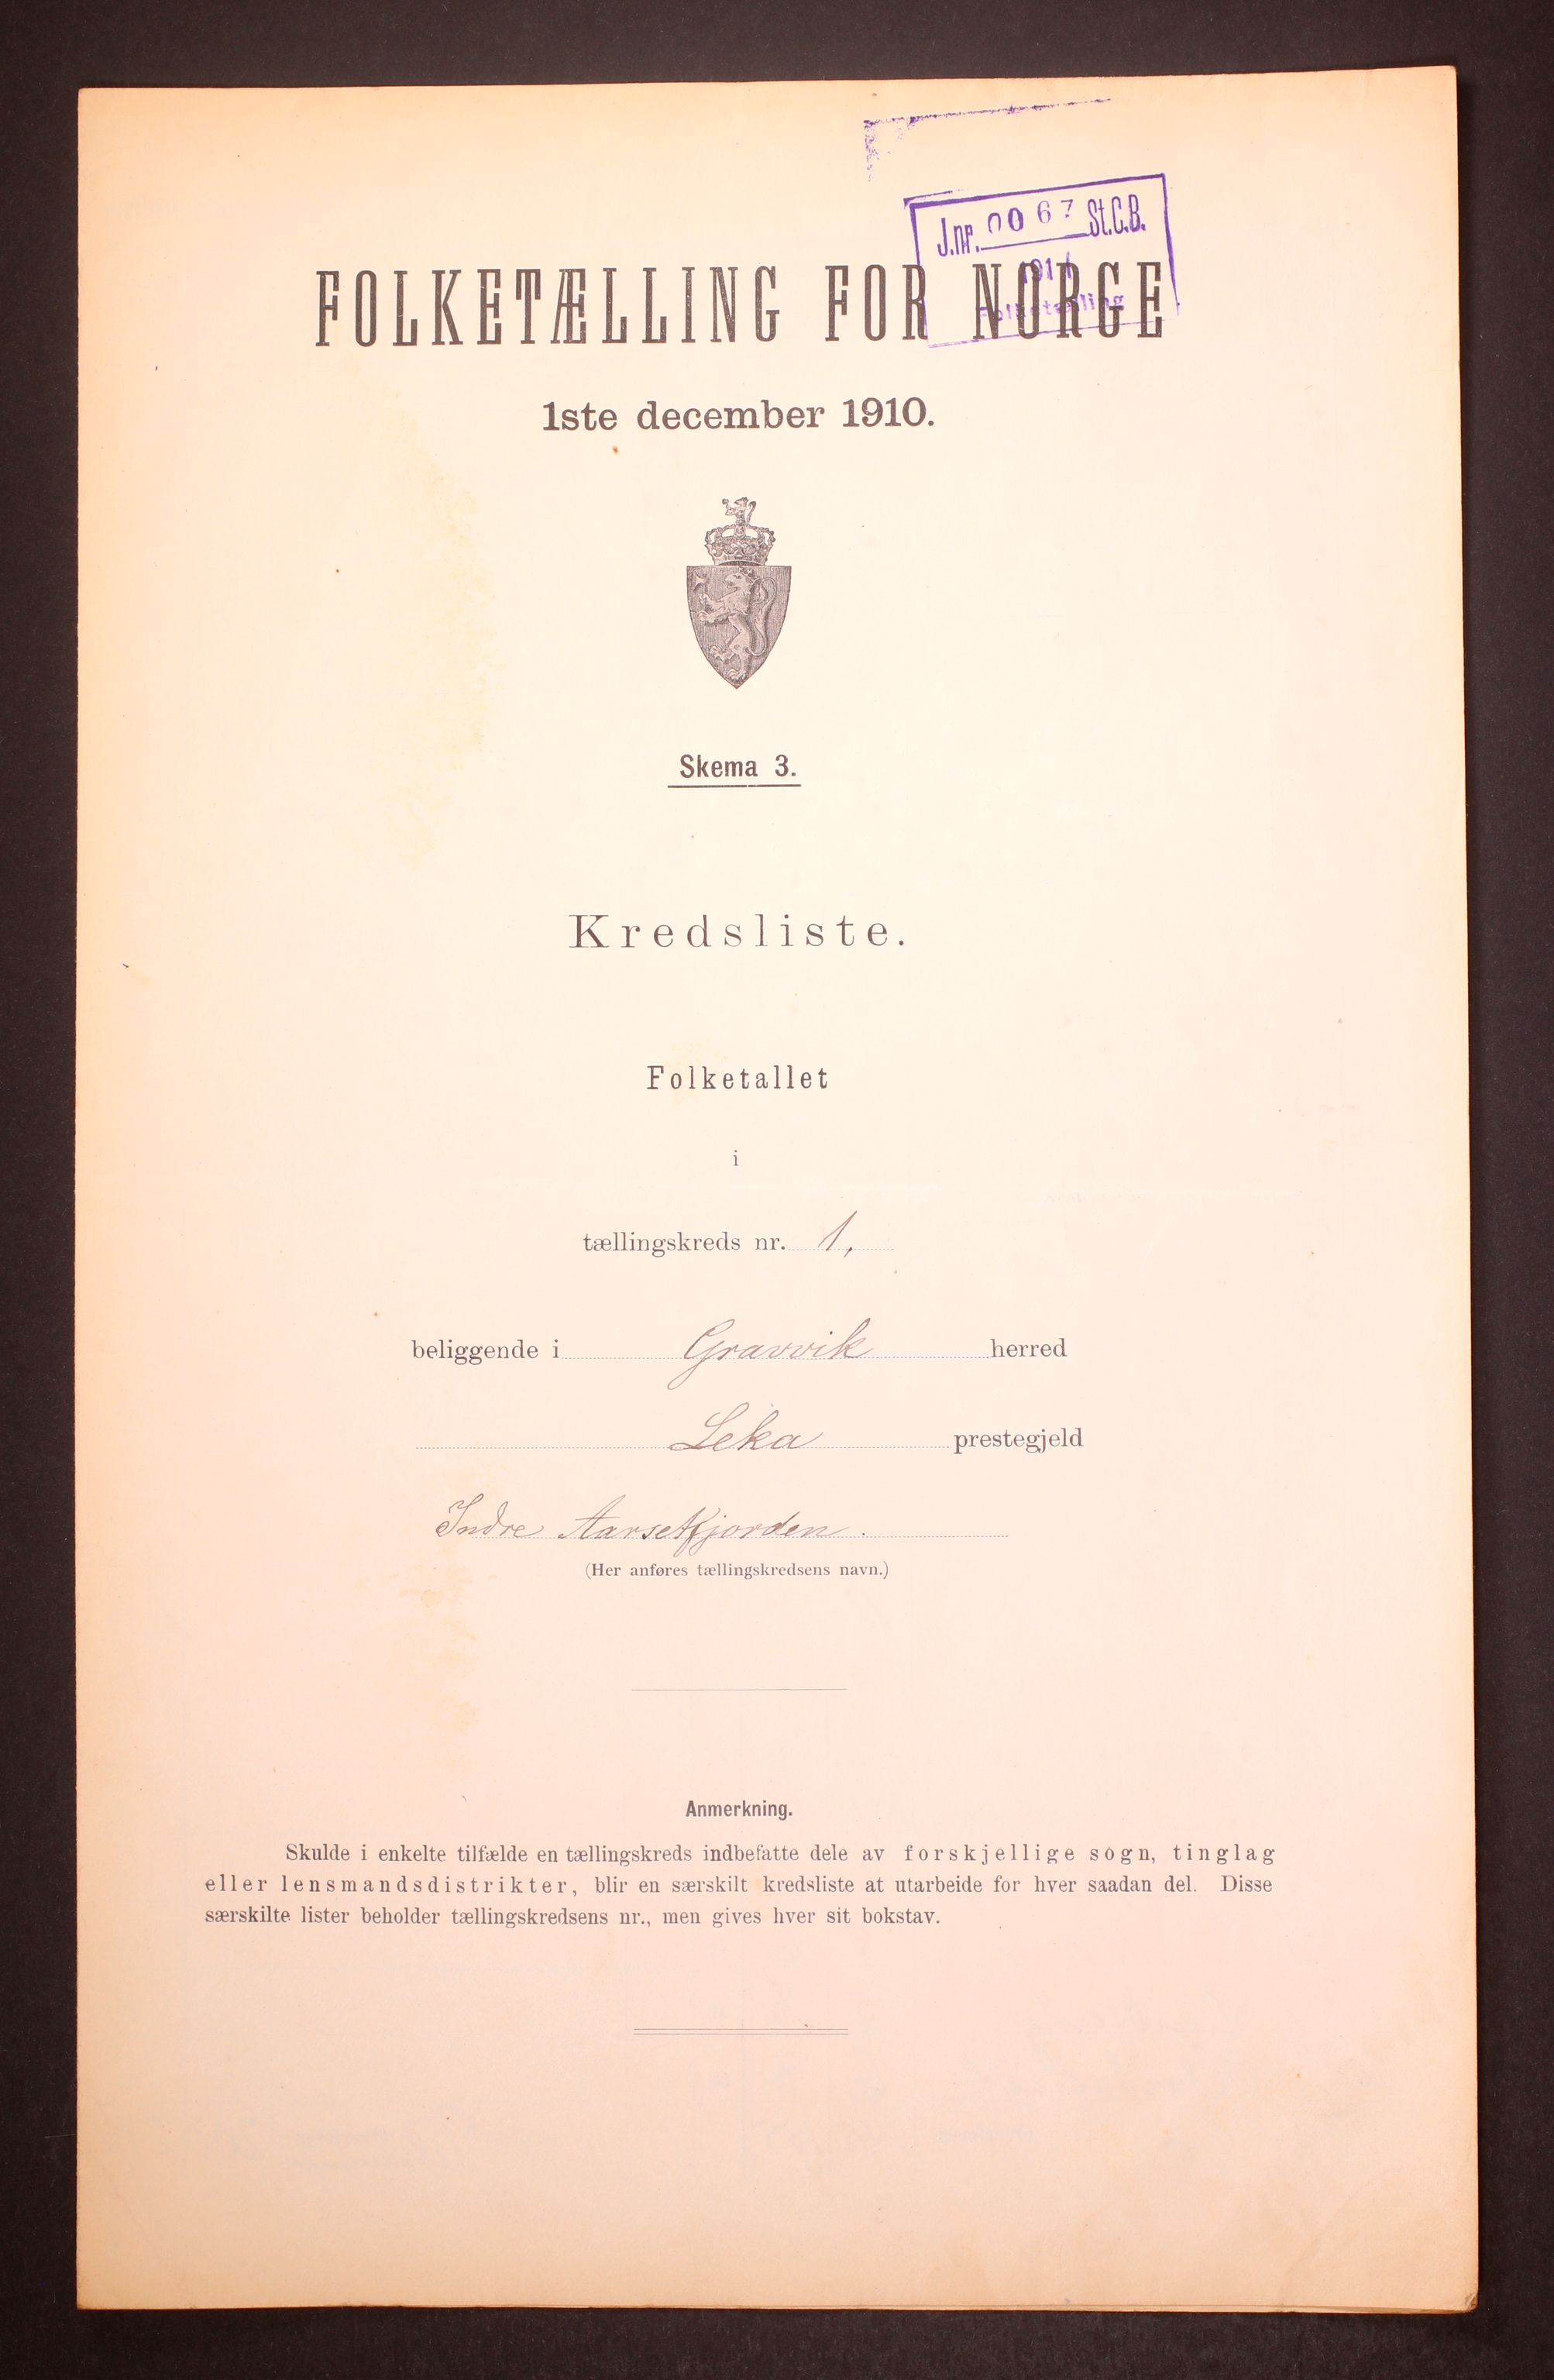 J.nr. 0067 St.C.B.
Folketælling
FOLKETÆLLING FOR NORGE
1ste december 1910.
Skema 3.
Kredsliste.
Folketallet
i
tællingskreds nr. 1,
beliggende i Gravvik herred
Leka prestegjeld
Indre Aarsetfjorden.
(Her anføres tællingskredsens navn.)
Anmerkning.
Skulde i enkelte tilfælde en tællingskreds indbefatte dele av forskjellige sogn, tinglag
eller lensmandsdistrikter, blir en særskilt kredsliste at utarbeide for hver saadan del. Disse
særskilte lister beholder tællingskredsens nr., men gives hver sit bokstav.